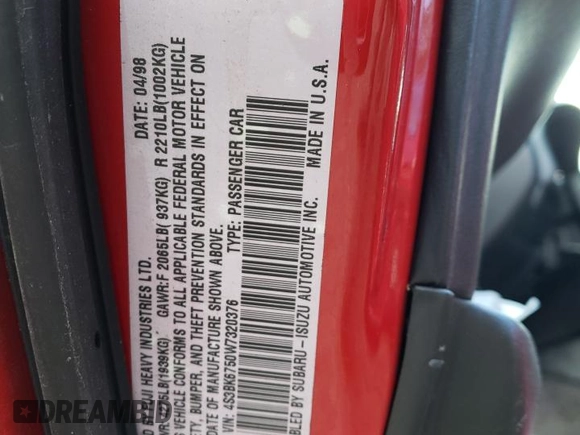 HEAVY INDUSTRIES LTD. DATE: 04/98
(1939KG) GAWR:F 2065LB( 937KG) R 2210LB(1002KG)
VEHICLE CONFORMS TO ALL APPLICABLE FEDERAL MOTOR VEHICLE
BUMPER, AND THEFT PREVENTION STANDARDS IN EFFECT ON
OF MANUFACTURE SHOWN ABOVE.
VIN: 4S3BK6750W7320376 TYPE: PASSENGER CAR
BY SUBARU-ISUZU AUTOMOTIVE INC. MADE IN U.S.A.
DREAMBID